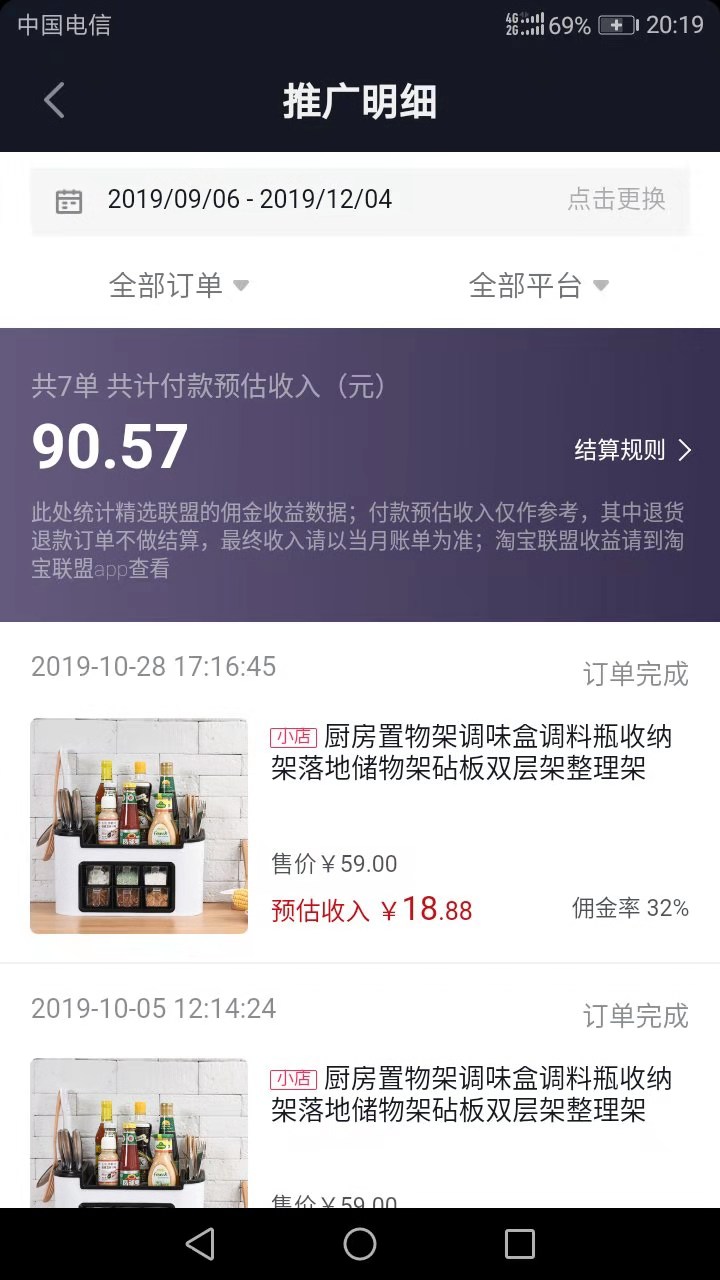 中国电信
4G
2G
69%
20:19
推广明细
2019/09/06 - 2019/12/04
点击更换
全部订单
全部平台
共7单 共计付款预估收入（元）
90.57
结算规则
此处统计精选联盟的佣金收益数据；付款预估收入仅作参考，其中退货
退款订单不做结算，最终收入请以当月账单为准；淘宝联盟收益请到淘
宝联盟app查看
2019-10-28 17:16:45
订单完成
小店 厨房置物架调味盒调料瓶收纳
架落地储物架砧板双层架整理架
售价￥59.00
预估收入 ￥18.88
佣金率 32%
2019-10-05 12:14:24
订单完成
小店 厨房置物架调味盒调料瓶收纳
架落地储物架砧板双层架整理架
售价￥59.00